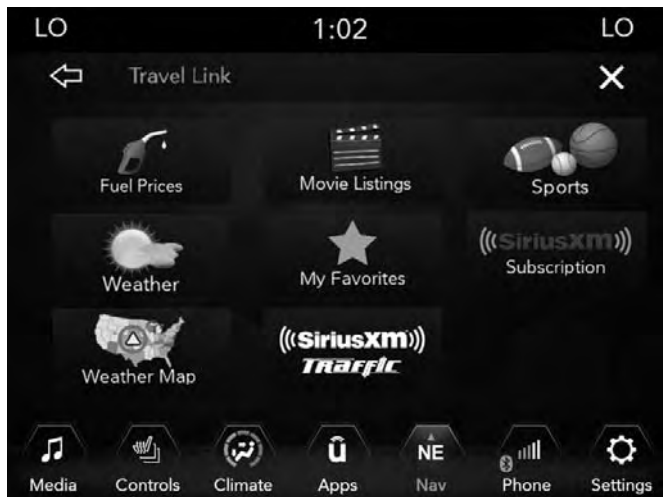 LO 1:02 LO
Travel Link
Fuel Prices Movie Listings Sports
Weather My Favorites ((SiriusXM)) Subscription
Weather Map ((SiriusXM)) Traffic
û NE
Media Controls Climate Apps Nav Phone Settings